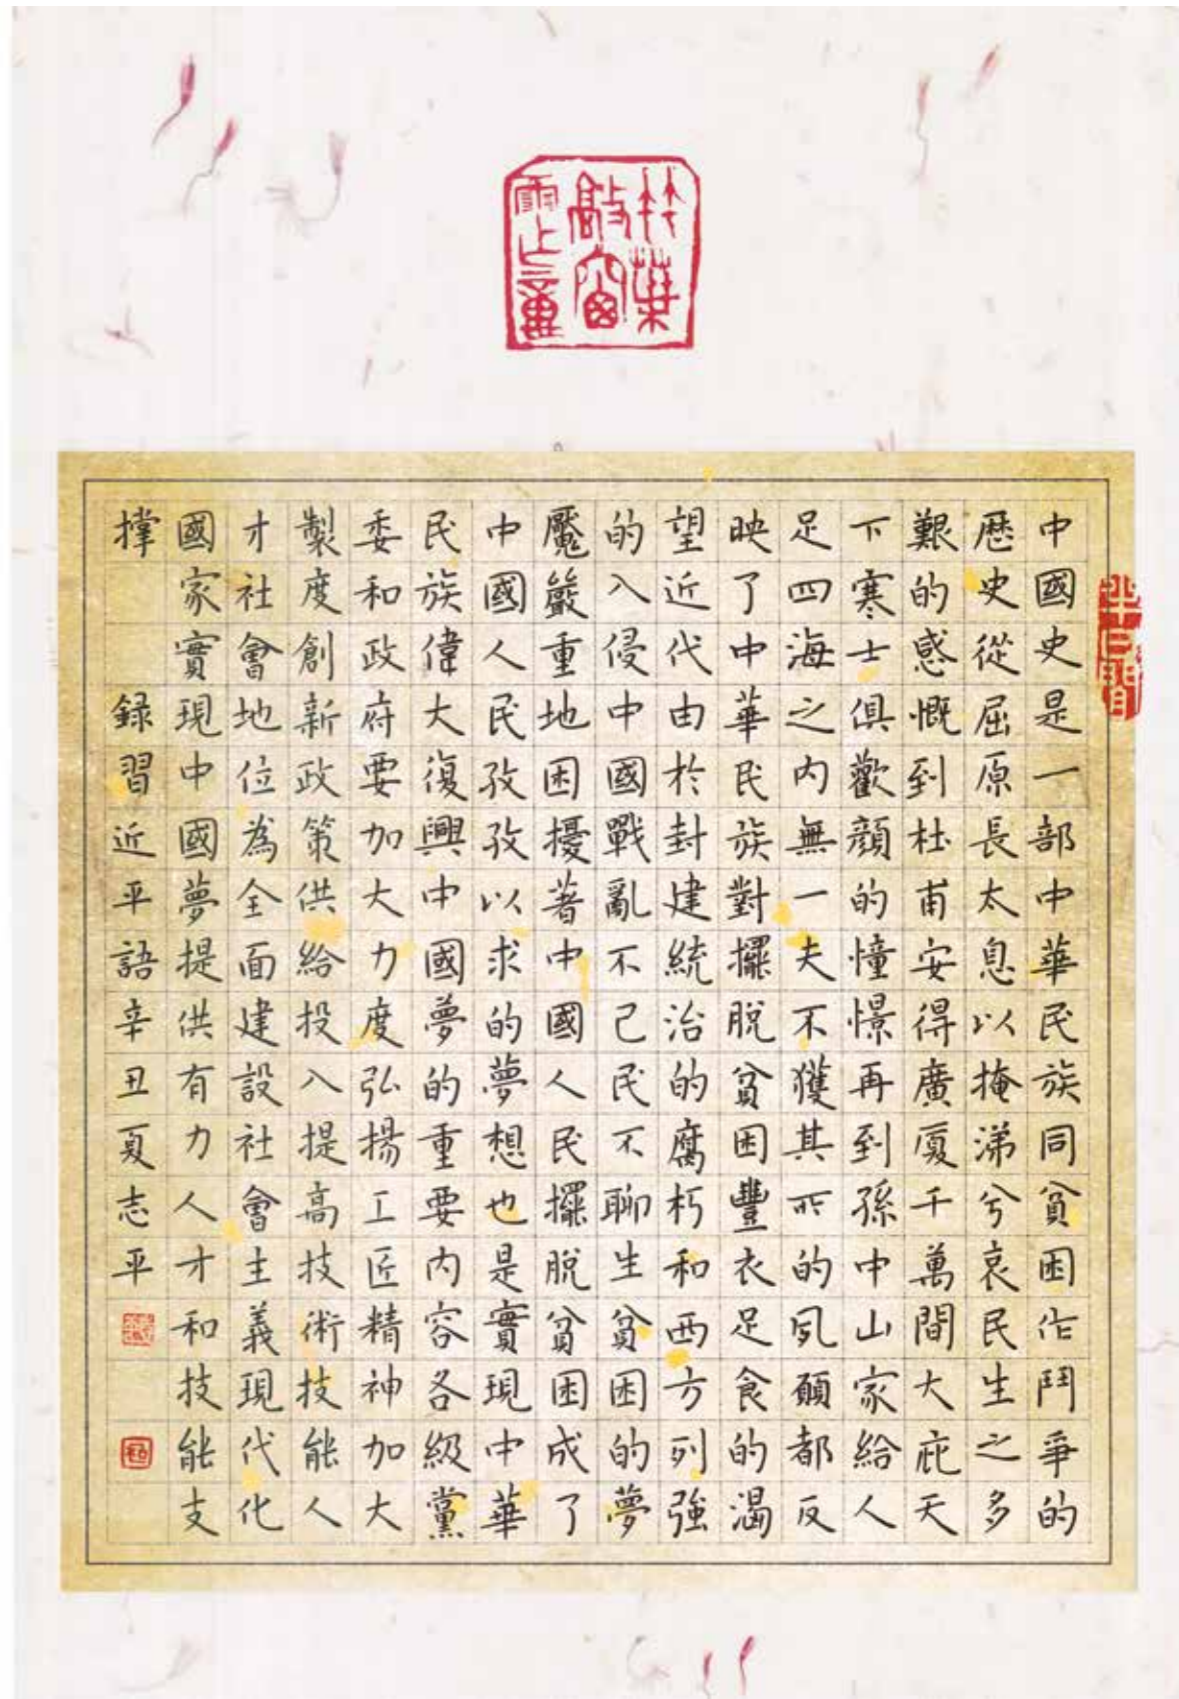 竹葉敲窗
半日閒
中國史是一部中華民族同貧困作鬥爭的
歷史從屈原長太息以掩涕兮哀民生之多
艱的感慨到杜甫安得廣廈千萬間大庇天
下寒士俱歡顏的憧憬再到孫中山家給人
足四海之內無一夫不獲其所的夙願都反
映了中華民族對擺脫貧困豐衣足食的渴
望近代由於封建統治的腐朽和西方列強
的入侵中國戰亂不已民不聊生貧困的夢
魘嚴重地困擾著中國人民擺脫貧困成了
中國人民孜孜以求的夢想也是實現中華
民族偉大復興中國夢的重要內容各級黨
委和政府要加大力度弘揚工匠精神加大
製度創新政策供給投入提高技術技能人
才社會地位為全面建設社會主義現代化
國家實現中國夢提供有力人才和技能支
撐 錄習近平語辛丑夏志平